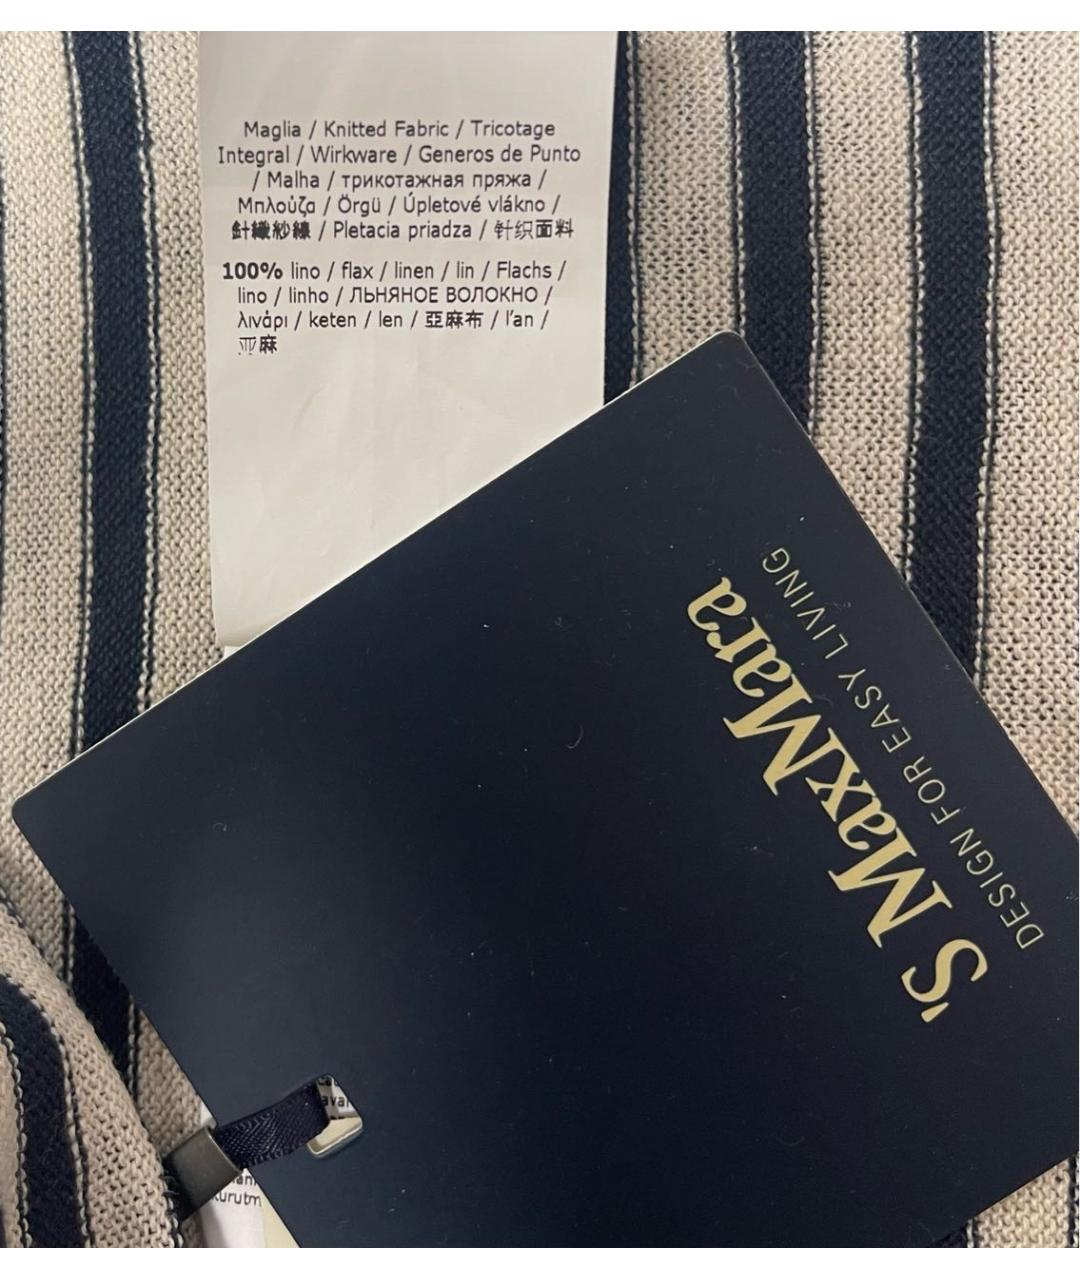 Maglia / Knitted Fabric / Tricotage
Integral / Wirkware / Generos de Punto
/ Malha / трикотажная пряжа /
Μπλούζα / Örgü / Úpletové vlákno /
針織紗線 / Pletacia priadza / 针织面料
100% lino / flax / linen / lin / Flachs /
lino / linho / ЛЬНЯНОЕ ВОЛОКНО /
λινάρι / keten / len / 亞麻布 / l'an /
亚麻
'S MaxMara
DESIGN FOR EASY LIVING